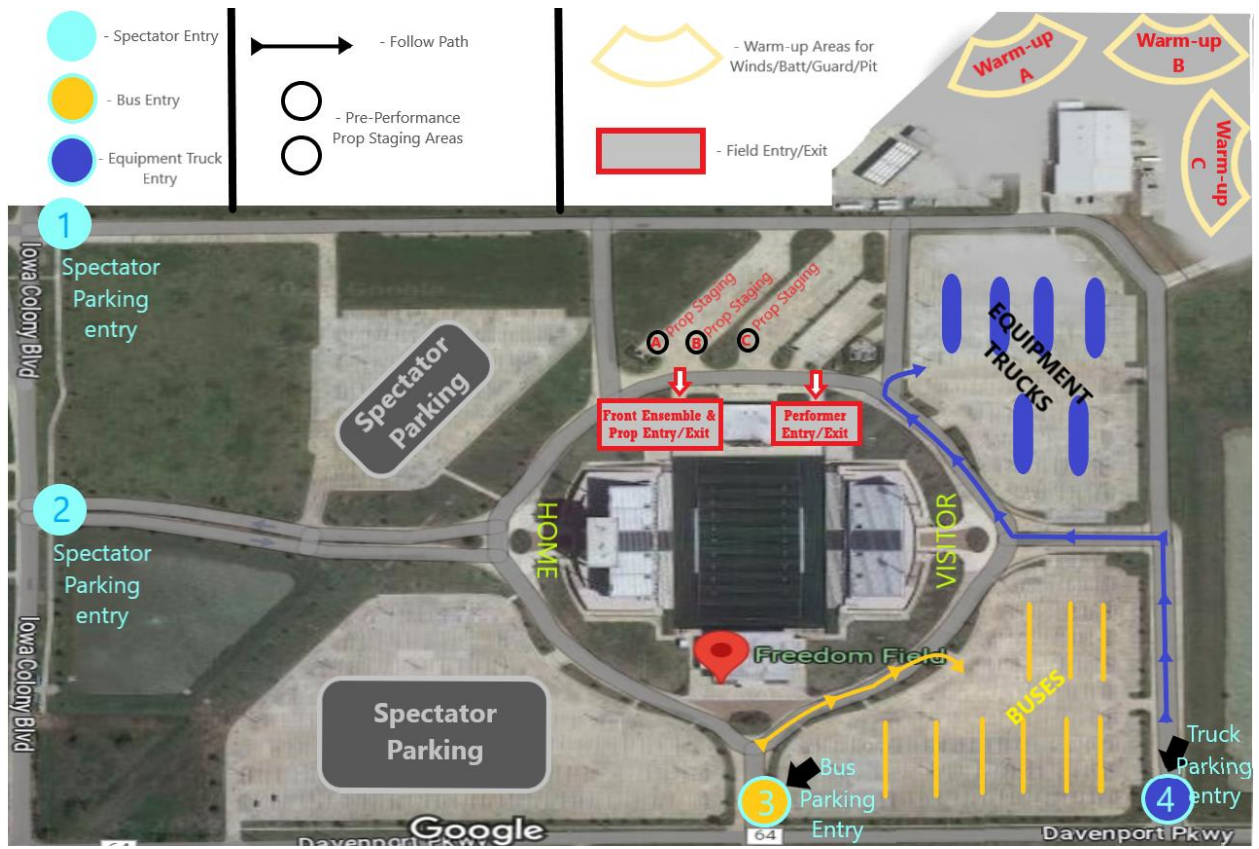 - Spectator Entry
- Bus Entry
- Equipment Truck
Entry
- Follow Path
- Pre-Performance
Prop Staging Areas
- Warm-up Areas for
Winds/Batt/Guard/Pit
- Field Entry/Exit
Warm-up
A
Warm-up
B
Warm-up
C
1
Spectator
Parking
entry
Iowa Colony Blvd
Spectator
Parking
A
Prop Staging
B
Prop Staging
C
Prop Staging
EQUIPMENT
TRUCKS
Front Ensemble &
Prop Entry/Exit
Performer
Entry/Exit
2
Spectator
Parking
entry
HOME
VISITOR
Freedom Field
Iowa Colony Blvd
Spectator
Parking
BUSES
3
Bus
Parking
Entry
4
Truck
Parking
entry
Google
Davenport Pkwy
64
Davenport Pkwy
64